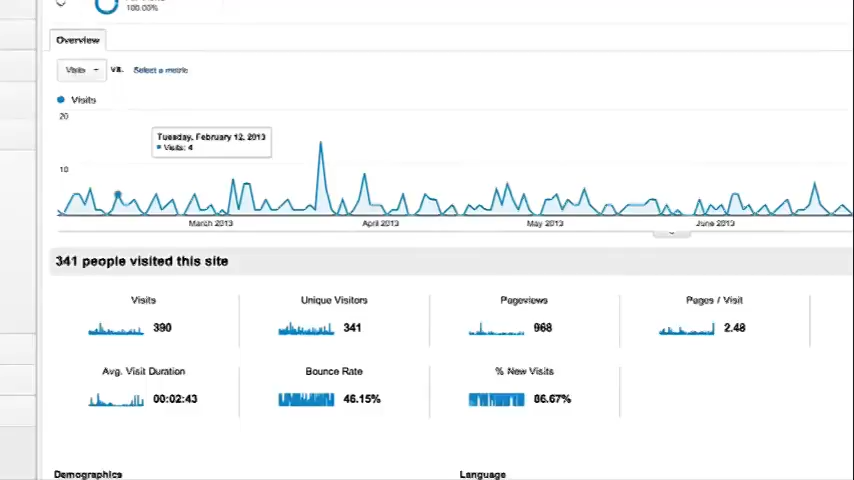 100.00%
Overview
Visits vs. Select a metric
Visits
20
Tuesday, February 12, 2013
Visits: 4
10
March 2013 April 2013 May 2013 June 2013
341 people visited this site
Visits Unique Visitors Pageviews Pages / Visit
390 341 968 2.48
Avg. Visit Duration Bounce Rate % New Visits
00:02:43 46.15% 86.67%
Demographics Language